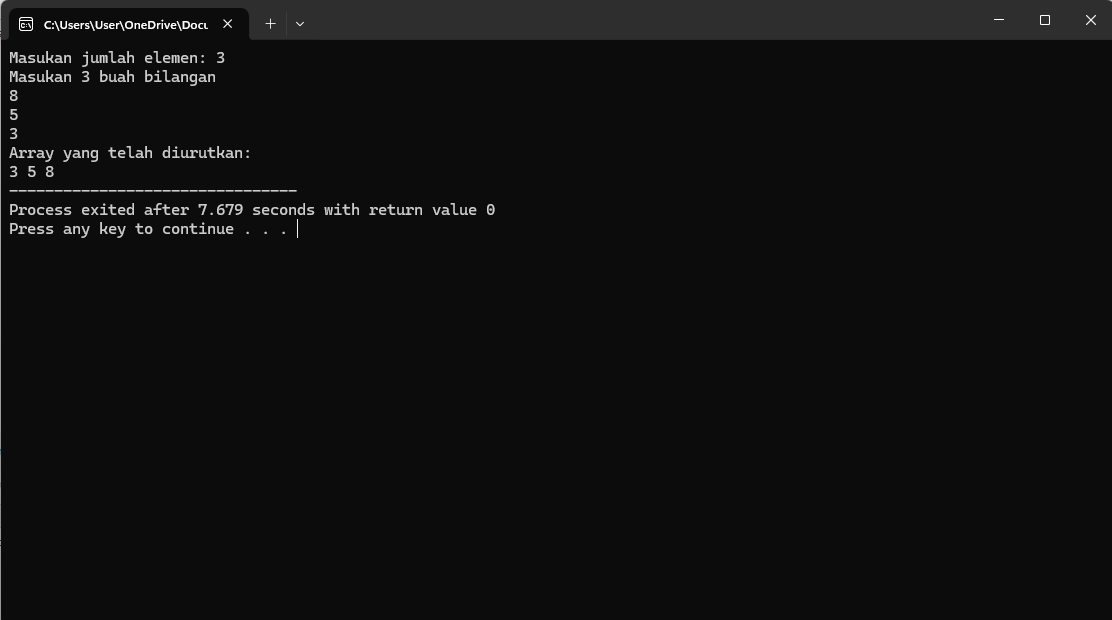 C:\Users\User\OneDrive\Docu
Masukan jumlah elemen: 3
Masukan 3 buah bilangan
8
5
3
Array yang telah diurutkan:
3 5 8
--------------------------------
Process exited after 7.679 seconds with return value 0
Press any key to continue . . .